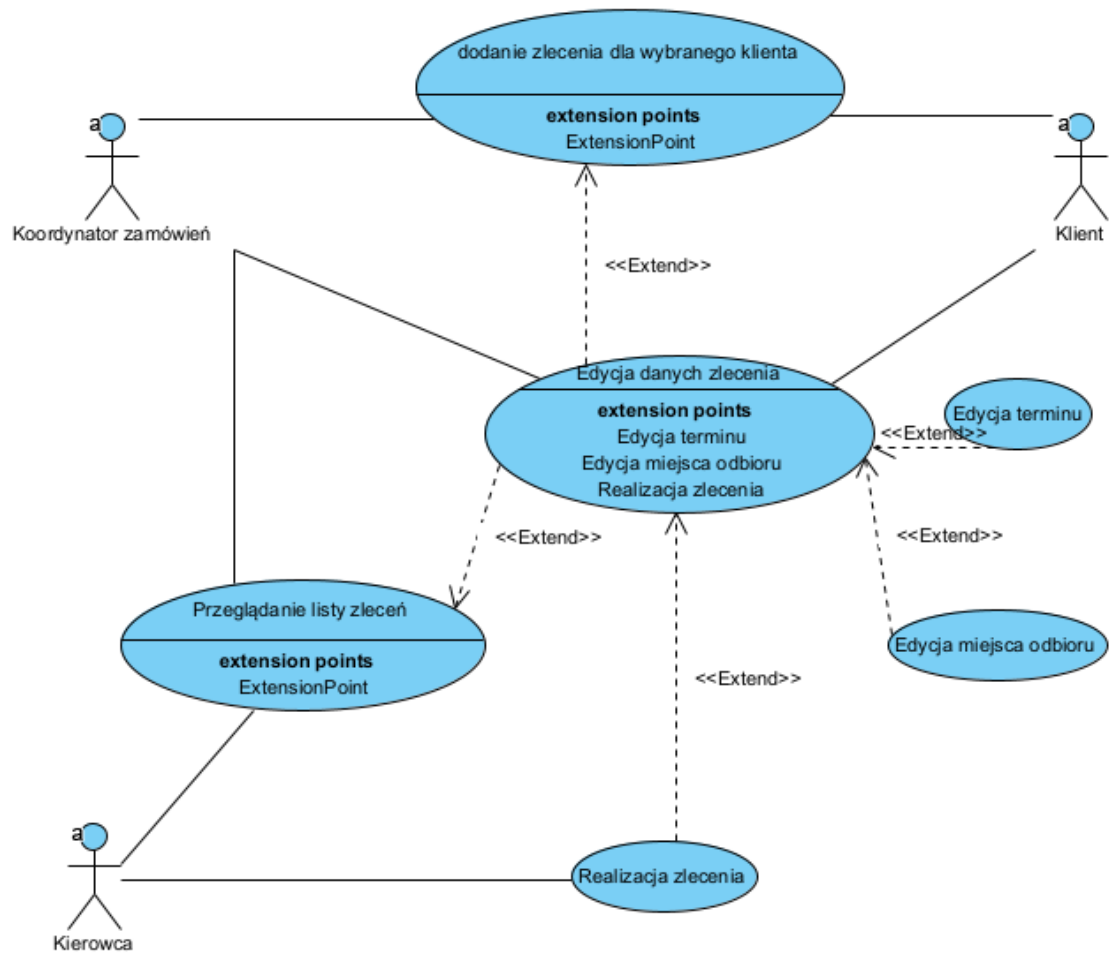 dodanie zlecenia dla wybranego klienta
extension points
ExtensionPoint
a
Koordynator zamówień
a
Klient
<<Extend>>
Edycja danych zlecenia
extension points
Edycja terminu
Edycja miejsca odbioru
Realizacja zlecenia
Edycja terminu
<<Extend>>
<<Extend>>
<<Extend>>
Przeglądanie listy zleceń
extension points
ExtensionPoint
Edycja miejsca odbioru
<<Extend>>
a
Kierowca
Realizacja zlecenia